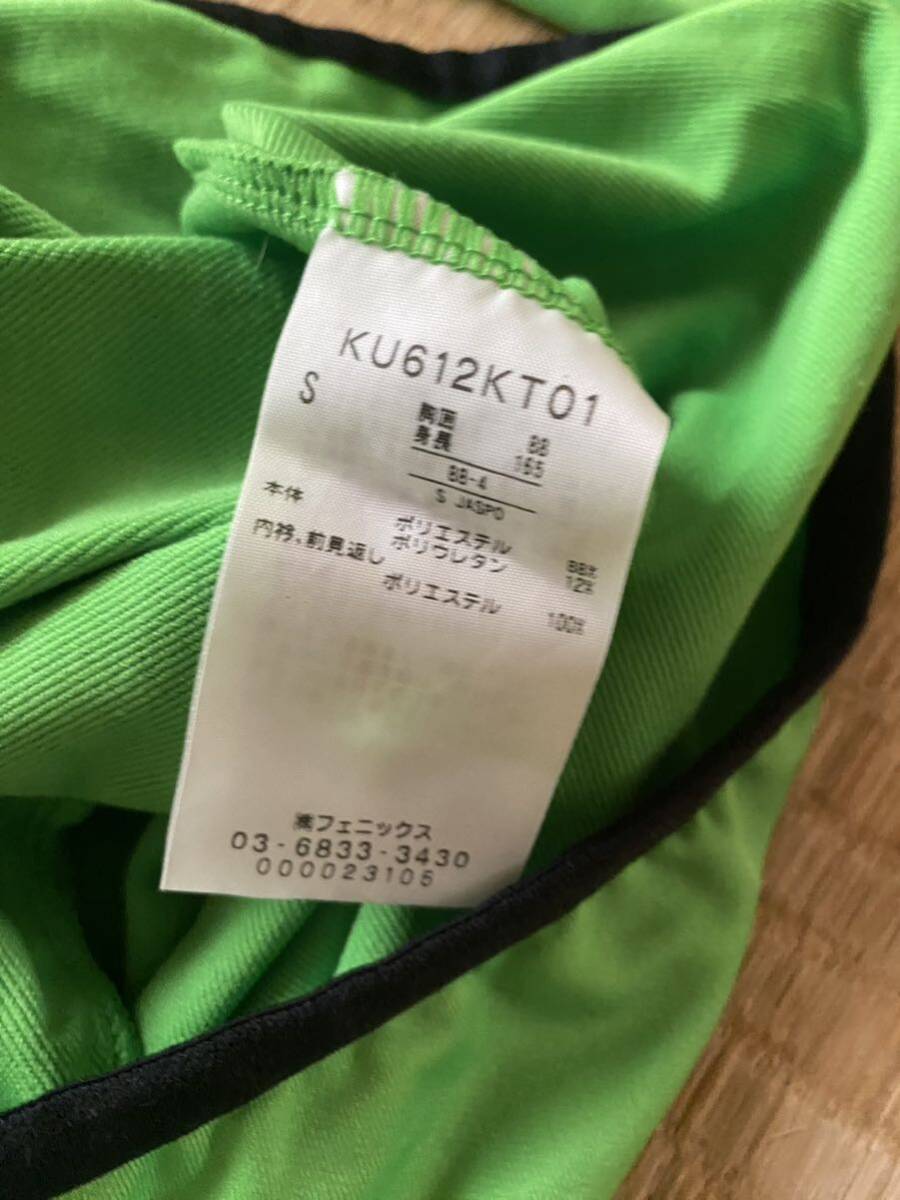 KU612KT01
S
胸囲 88
身長 165
88-4
S JASPO
本体 ポリエステル 88%
ポリウレタン 12%
内衿、前見返し
ポリエステル 100%
㈱フェニックス
03-6833-3430
000023106